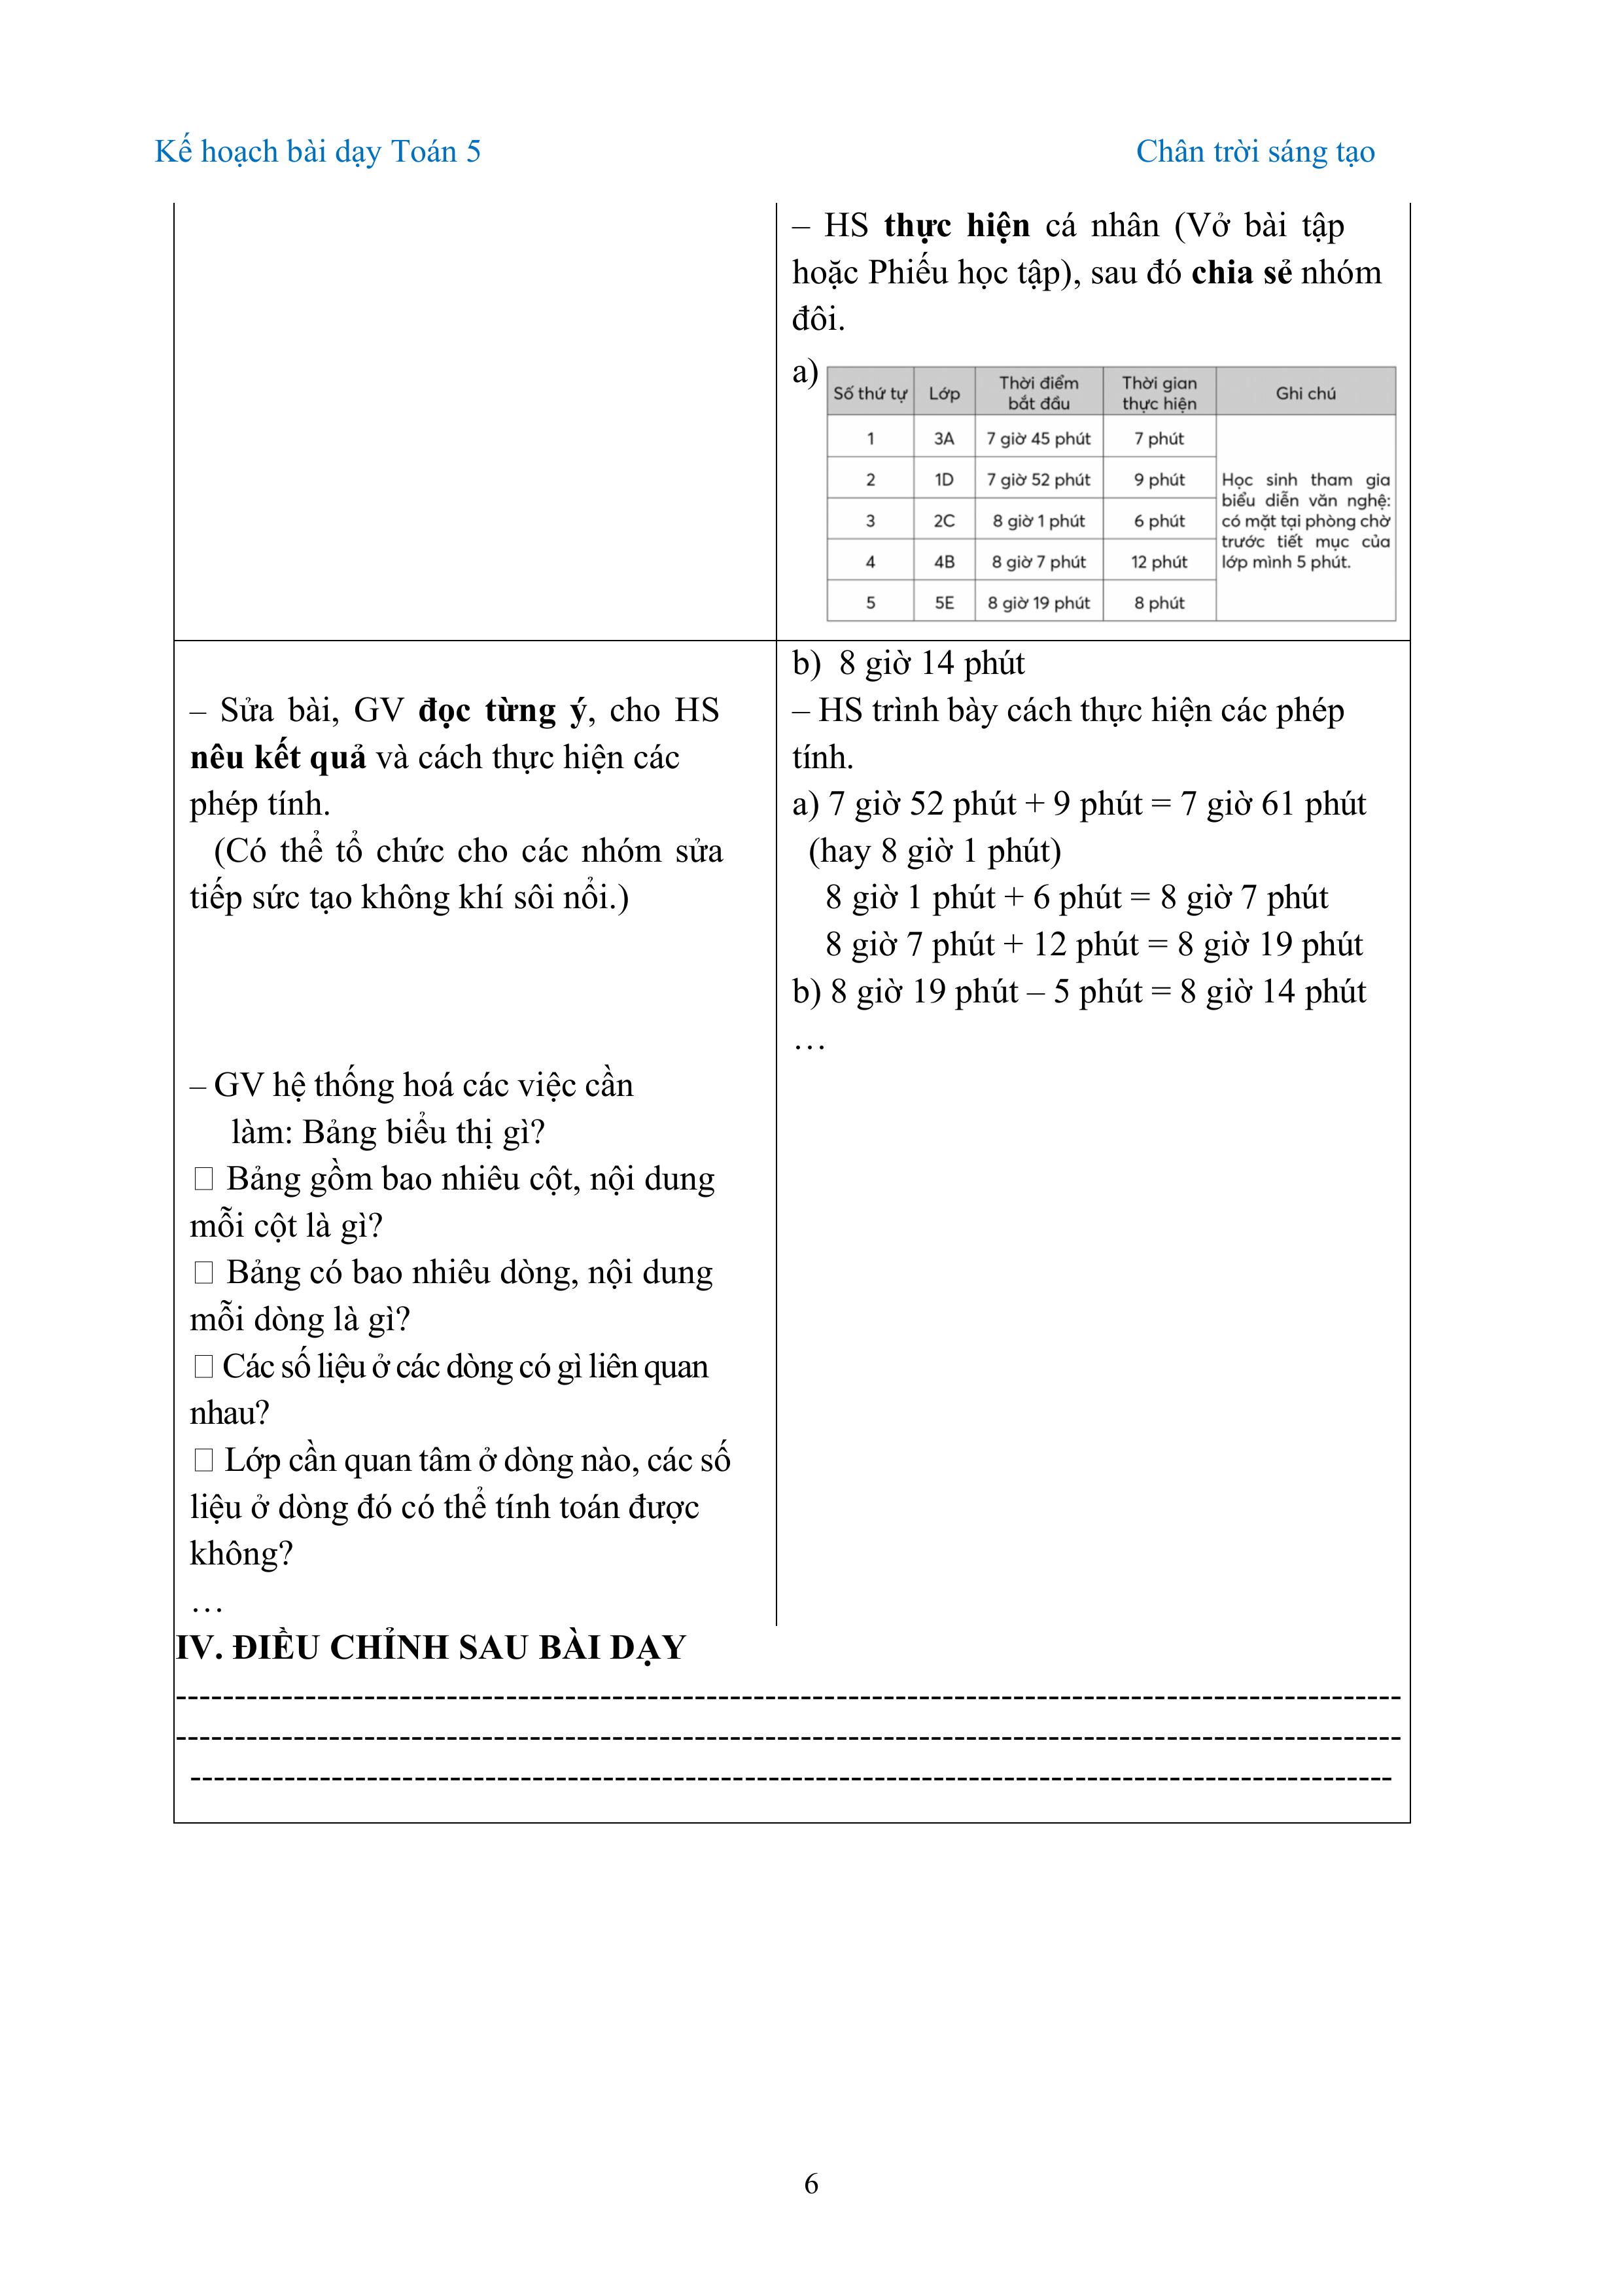 Kế hoạch bài dạy Toán 5 Chân trời sáng tạo
– HS thực hiện cá nhân (Vở bài tập
hoặc Phiếu học tập), sau đó chia sẻ nhóm
đôi.
a)
Số thứ tự Lớp Thời điểm bắt đầu Thời gian thực hiện Ghi chú
1 3A 7 giờ 45 phút 7 phút
2 1D 7 giờ 52 phút 9 phút
3 2C 8 giờ 1 phút 6 phút
4 4B 8 giờ 7 phút 12 phút
5 5E 8 giờ 19 phút 8 phút
Học sinh tham gia
biểu diễn văn nghệ:
có mặt tại phòng chờ
trước tiết mục của
lớp mình 5 phút.
– Sửa bài, GV đọc từng ý, cho HS
nêu kết quả và cách thực hiện các
phép tính.
(Có thể tổ chức cho các nhóm sửa
tiếp sức tạo không khí sôi nổi.)
– GV hệ thống hoá các việc cần
làm: Bảng biểu thị gì?
Bảng gồm bao nhiêu cột, nội dung
mỗi cột là gì?
Bảng có bao nhiêu dòng, nội dung
mỗi dòng là gì?
Các số liệu ở các dòng có gì liên quan
nhau?
Lớp cần quan tâm ở dòng nào, các số
liệu ở dòng đó có thể tính toán được
không?
…
b) 8 giờ 14 phút
– HS trình bày cách thực hiện các phép
tính.
a) 7 giờ 52 phút + 9 phút = 7 giờ 61 phút
(hay 8 giờ 1 phút)
8 giờ 1 phút + 6 phút = 8 giờ 7 phút
8 giờ 7 phút + 12 phút = 8 giờ 19 phút
b) 8 giờ 19 phút – 5 phút = 8 giờ 14 phút
…
IV. ĐIỀU CHỈNH SAU BÀI DẠY
6